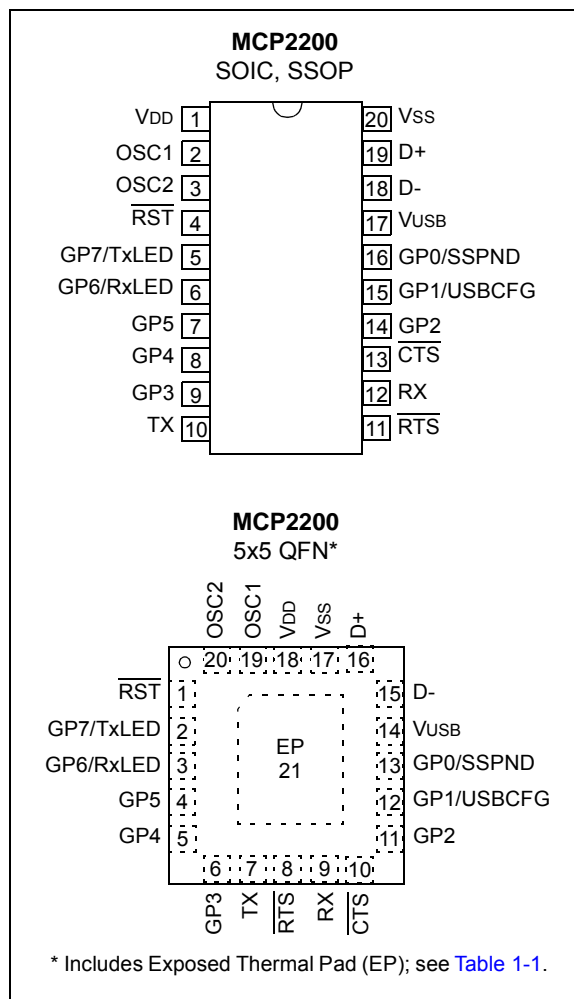 MCP2200
SOIC, SSOP
VDD 1 20 VSS
OSC1 2 19 D+
OSC2 3 18 D-
RST 4 17 VUSB
GP7/TxLED 5 16 GP0/SSPND
GP6/RxLED 6 15 GP1/USBCFG
GP5 7 14 GP2
GP4 8 13 CTS
GP3 9 12 RX
TX 10 11 RTS
MCP2200
5x5 QFN*
OSC2 OSC1 VDD VSS D+
20 19 18 17 16
RST 1 15 D-
GP7/TxLED 2 14 VUSB
GP6/RxLED 3 EP 21 13 GP0/SSPND
GP5 4 12 GP1/USBCFG
GP4 5 11 GP2
6 7 8 9 10
GP3 TX RTS RX CTS
* Includes Exposed Thermal Pad (EP); see Table 1-1.